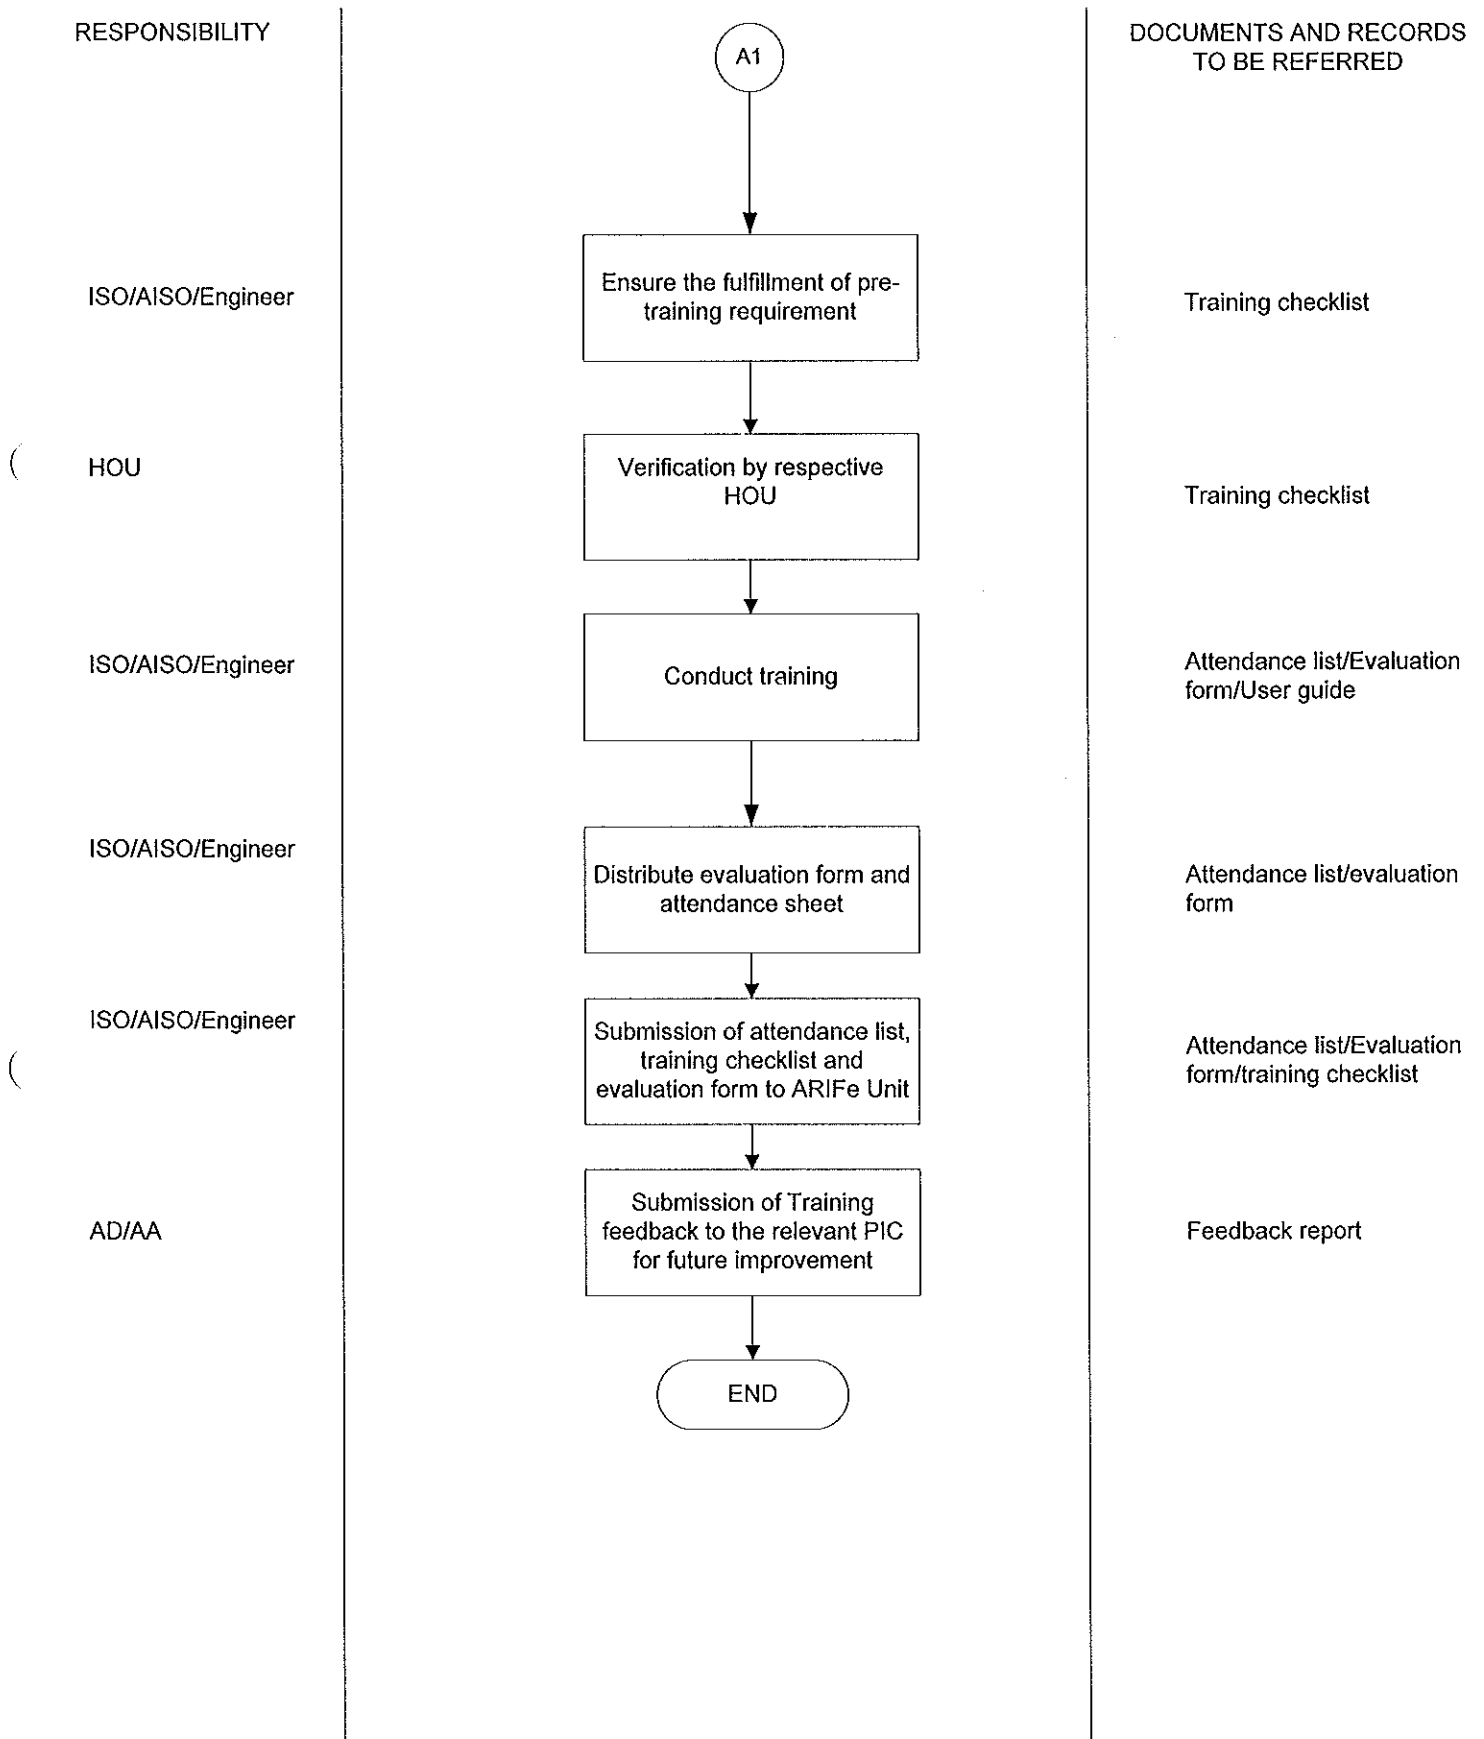 RESPONSIBILITY
A1
DOCUMENTS AND RECORDS
TO BE REFERRED
ISO/AISO/Engineer
Ensure the fulfillment of pre-
training requirement
Training checklist
HOU
Verification by respective
HOU
Training checklist
ISO/AISO/Engineer
Conduct training
Attendance list/Evaluation
form/User guide
ISO/AISO/Engineer
Distribute evaluation form and
attendance sheet
Attendance list/evaluation
form
ISO/AISO/Engineer
Submission of attendance list,
training checklist and
evaluation form to ARIFe Unit
Attendance list/Evaluation
form/training checklist
AD/AA
Submission of Training
feedback to the relevant PIC
for future improvement
Feedback report
END